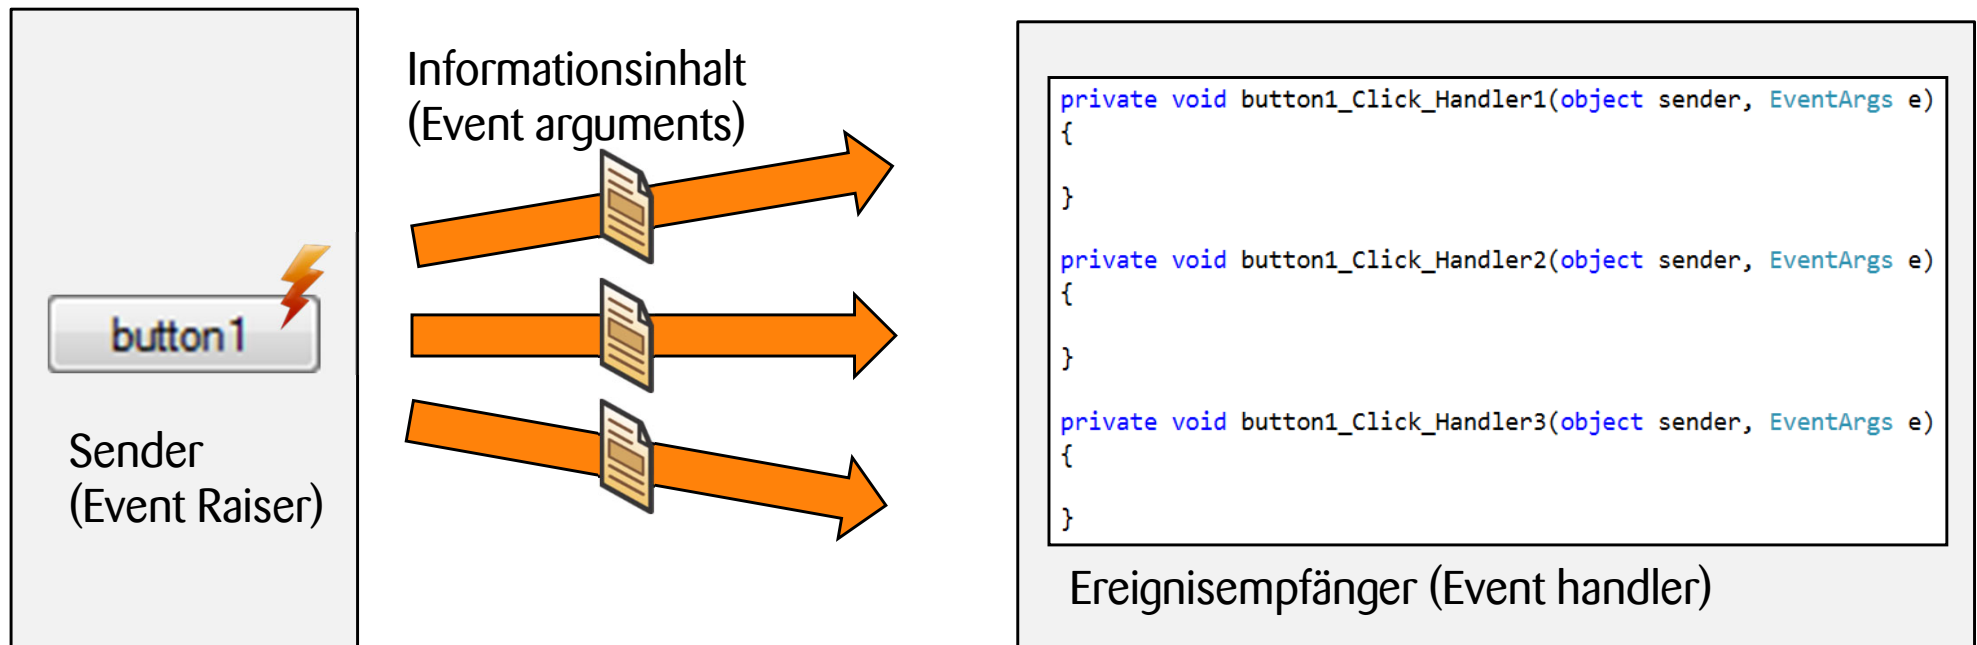 button1
Sender
(Event Raiser)
Informationsinhalt
(Event arguments)
private void button1_Click_Handler1(object sender, EventArgs e)
{
}
private void button1_Click_Handler2(object sender, EventArgs e)
{
}
private void button1_Click_Handler3(object sender, EventArgs e)
{
}
Ereignisempfänger (Event handler)